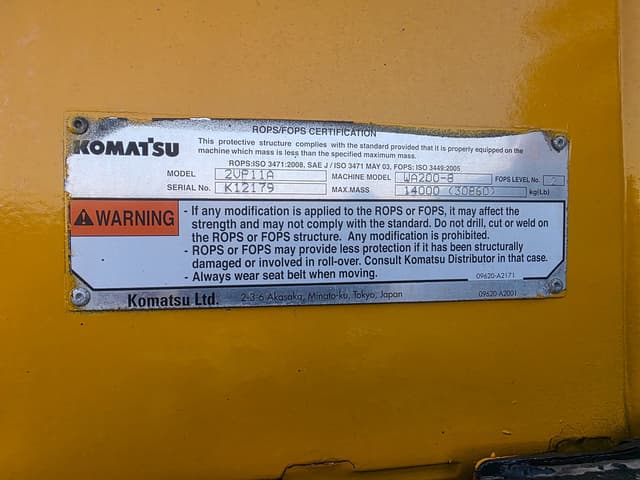 ROPS/FOPS CERTIFICATION
KOMATSU
This protective structure complies with the standard provided that it is properly equipped on the
machine which mass is less than the specified maximum mass.
ROPS:ISO 3471:2008, SAE J / ISO 3471 MAY 03, FOPS: ISO 3449:2005
MODEL 2VP11A MACHINE MODEL WA200-8 FOPS LEVEL No. 2
SERIAL No. K12179 MAX.MASS 14000 (30860) kg(Lb)
WARNING
- If any modification is applied to the ROPS or FOPS, it may affect the
strength and may not comply with the standard. Do not drill, cut or weld on
the ROPS or FOPS structure. Any modification is prohibited.
- ROPS or FOPS may provide less protection if it has been structurally
damaged or involved in roll-over. Consult Komatsu Distributor in that case.
- Always wear seat belt when moving.
09620-A2171
Komatsu Ltd. 2-3-6 Akasaka, Minato-ku, Tokyo, Japan 09620-A2001